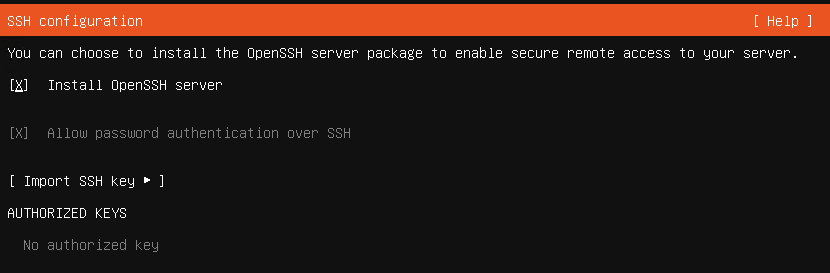 SSH configuration [ Help ]
You can choose to install the OpenSSH server package to enable secure remote access to your server.
[X] Install OpenSSH server
[X] Allow password authentication over SSH
[ Import SSH key ▸ ]
AUTHORIZED KEYS
No authorized key